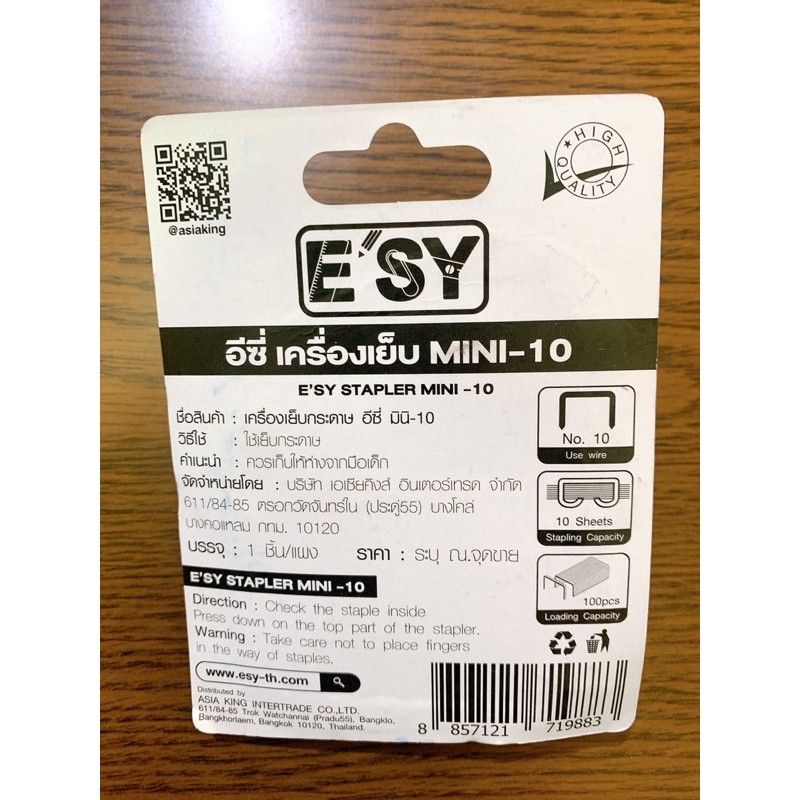 @asiaking
HIGH QUALITY
E'SY
อีซี่ เครื่องเย็บ MINI-10
E'SY STAPLER MINI -10
ชื่อสินค้า : เครื่องเย็บกระดาษ อีซี่ มินิ-10
วิธีใช้ : ใช้เย็บกระดาษ
คำแนะนำ : ควรเก็บให้ห่างจากมือเด็ก
จัดจำหน่ายโดย : บริษัท เอเซียคิงส์ อินเตอร์เทรด จำกัด
611/84-85 ตรอกวัดจันทร์ใน (ประดู่55) บางโคล่
บางคอแหลม กทม. 10120
บรรจุ : 1 ชิ้น/แผง ราคา : ระบุ ณ.จุดขาย
No. 10
Use wire
10 Sheets
Stapling Capacity
100pcs
Loading Capacity
E'SY STAPLER MINI -10
Direction : Check the staple inside
Press down on the top part of the stapler.
Warning : Take care not to place fingers
in the way of staples.
www.esy-th.com
Distributed by
ASIA KING INTERTRADE CO.,LTD.
611/84-85 Trok Watchannai (Pradu55), Bangklo,
Bangkhorlaem, Bangkok 10120, Thailand.
8 857121 719883